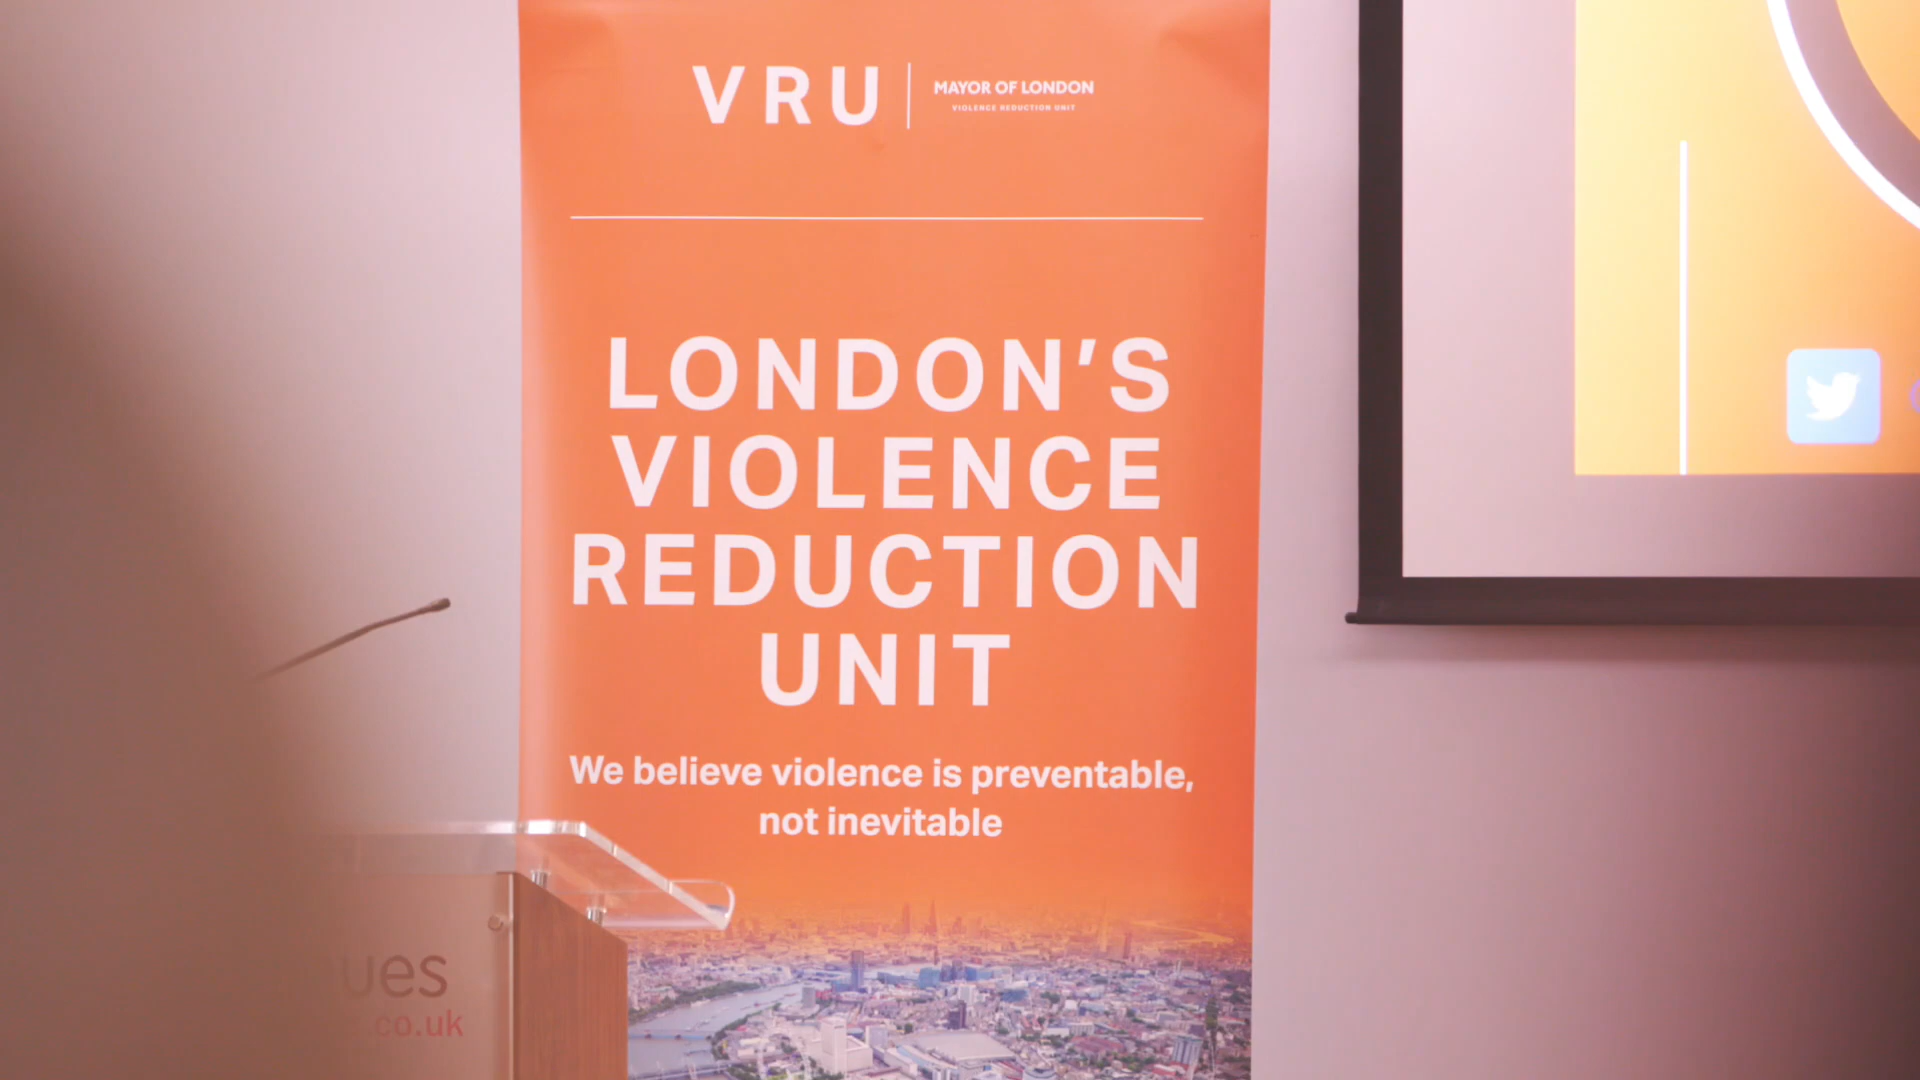 VRU
MAYOR OF LONDON
VIOLENCE REDUCTION UNIT
LONDON'S
VIOLENCE
REDUCTION
UNIT
We believe violence is preventable,
not inevitable
ues
.co.uk